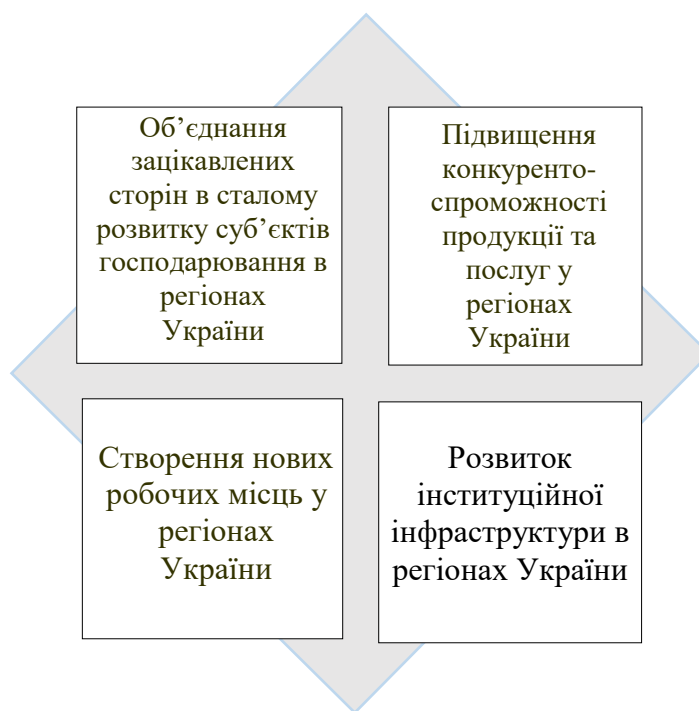 Об’єднання
зацікавлених
сторін в сталому
розвитку суб’єктів
господарювання в
регіонах
України
Підвищення
конкуренто-
спроможності
продукції та
послуг у
регіонах
України
Створення нових
робочих місць у
регіонах
України
Розвиток
інституційної
інфраструктури в
регіонах України